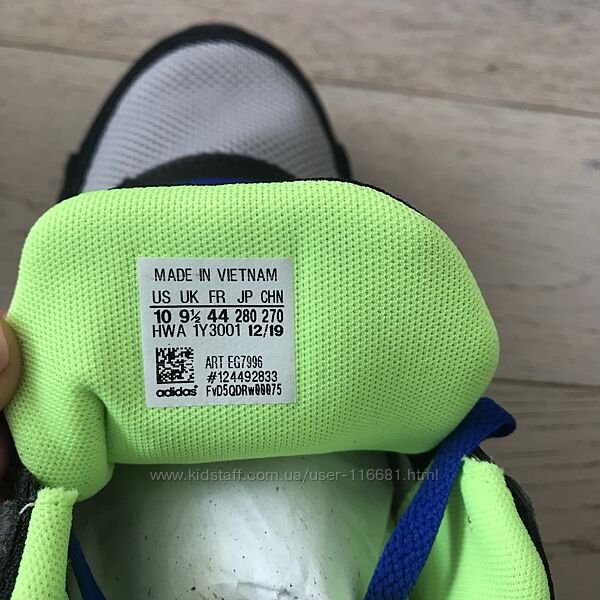 MADE IN VIETNAM
US UK FR JP CHN
10 9½ 44 280 270
HWA 1Y3001 12/19
ART EG7996
#124492833
adidas FvD5QDRw00075
www.kidstaff.com.ua/user-116681.html